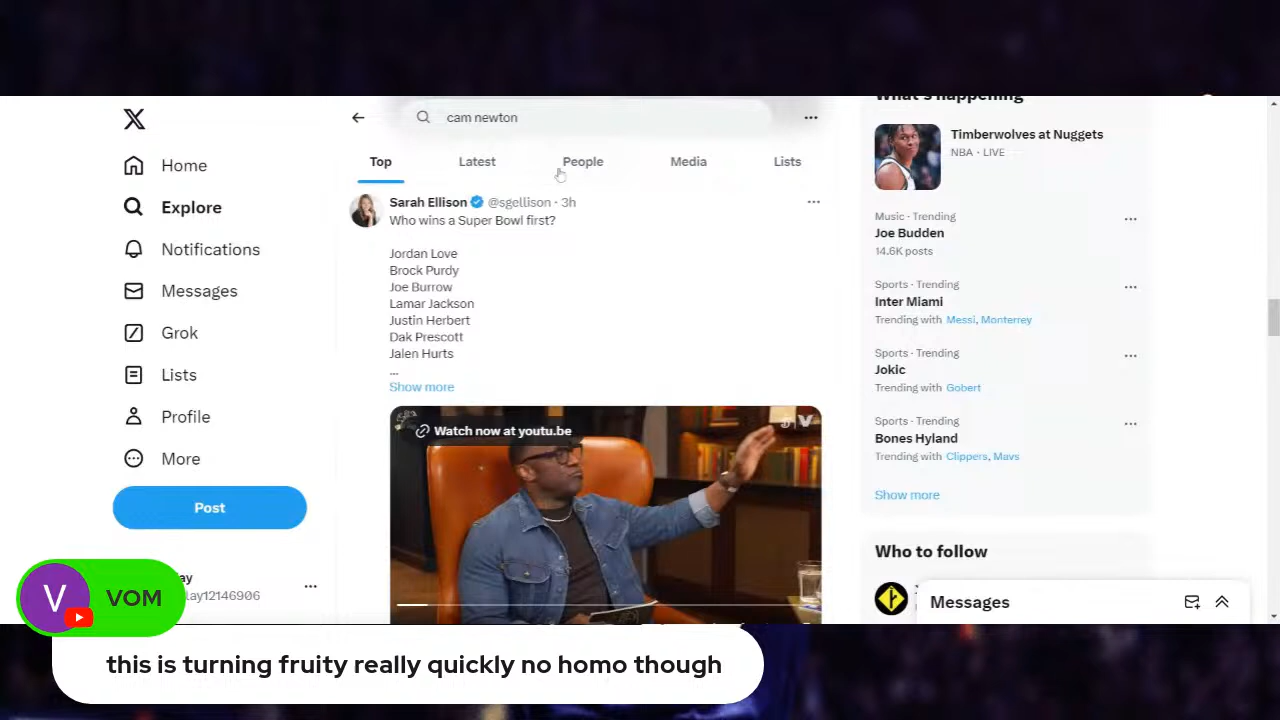 What's happening
cam newton
Timberwolves at Nuggets
NBA · LIVE
Home
Top
Latest
People
Media
Lists
Explore
Sarah Ellison @sgellison · 3h
Who wins a Super Bowl first?
Music · Trending
Joe Budden
14.6K posts
Notifications
Jordan Love
Brock Purdy
Joe Burrow
Lamar Jackson
Justin Herbert
Dak Prescott
Jalen Hurts
...
Show more
Messages
Sports · Trending
Inter Miami
Trending with Messi, Monterrey
Grok
Sports · Trending
Jokic
Trending with Gobert
Lists
Profile
Sports · Trending
Bones Hyland
Trending with Clippers, Mavs
Watch now at youtu.be
More
Show more
Post
Who to follow
ay
lay12146906
Messages
V
VOM
this is turning fruity really quickly no homo though